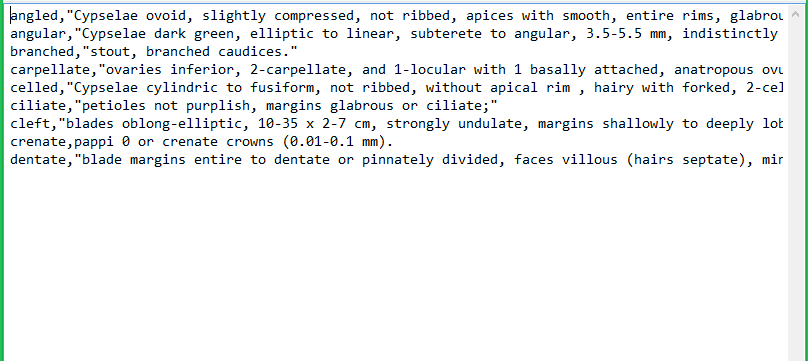 angled,"Cypselae ovoid, slightly compressed, not ribbed, apices with smooth, entire rims, glabrou
angular,"Cypselae dark green, elliptic to linear, subterete to angular, 3.5-5.5 mm, indistinctly
branched,"stout, branched caudices."
carpellate,"ovaries inferior, 2-carpellate, and 1-locular with 1 basally attached, anatropous ovu
celled,"Cypselae cylindric to fusiform, not ribbed, without apical rim , hairy with forked, 2-cel
ciliate,"petioles not purplish, margins glabrous or ciliate;"
cleft,"blades oblong-elliptic, 10-35 x 2-7 cm, strongly undulate, margins shallowly to deeply lob
crenate,pappi 0 or crenate crowns (0.01-0.1 mm).
dentate,"blade margins entire to dentate or pinnately divided, faces villous (hairs septate), min